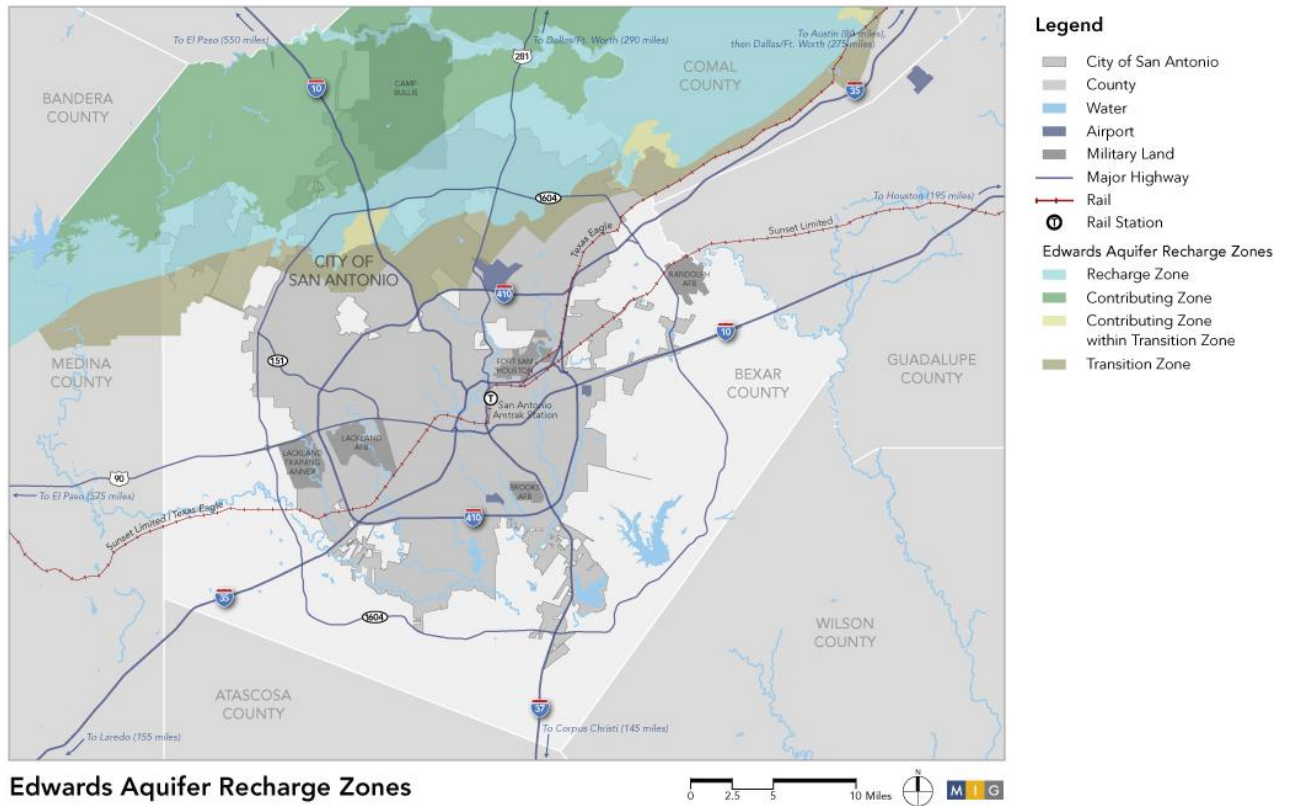 To El Paso (550 miles)
To Dallas/Ft. Worth (290 miles)
To Austin (80 miles),
then Dallas/Ft. Worth (275 miles)
281
COMAL
COUNTY
BANDERA
COUNTY
10
CAMP
BULLIS
35
1604
To Houston (195 miles)
Texas Eagle
Sunset Limited
CITY OF
SAN ANTONIO
RANDOLPH
AFB
410
10
151
MEDINA
COUNTY
FORT SAM
HOUSTON
BEXAR
COUNTY
GUADALUPE
COUNTY
T
San Antonio
Amtrak Station
LACKLAND
AFB
LACKLAND
TRAINING
ANNEX
90
To El Paso (575 miles)
BROOKS
AFB
Sunset Limited / Texas Eagle
410
35
1604
WILSON
COUNTY
ATASCOSA
COUNTY
37
To Laredo (155 miles)
To Corpus Christi (145 miles)
Legend
City of San Antonio
County
Water
Airport
Military Land
Major Highway
Rail
T Rail Station
Edwards Aquifer Recharge Zones
Recharge Zone
Contributing Zone
Contributing Zone
within Transition Zone
Transition Zone
Edwards Aquifer Recharge Zones
0 2.5 5 10 Miles
N
M I G